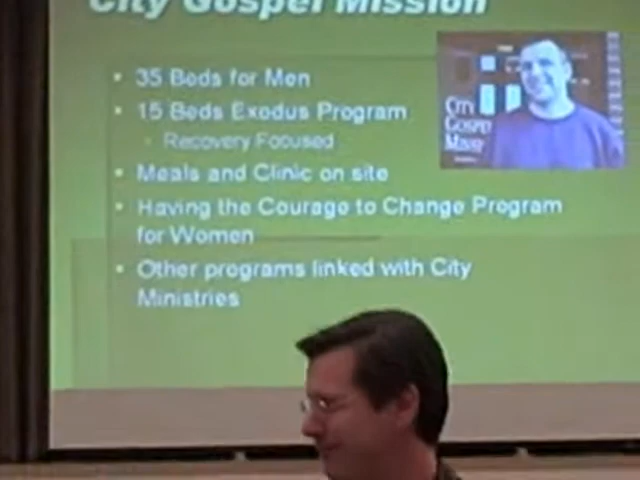 City Gospel Mission
• 35 Beds for Men
• 15 Beds Exodus Program
• Recovery Focused
• Meals and Clinic on site
• Having the Courage to Change Program
for Women
• Other programs linked with City
Ministries
City
Gospel